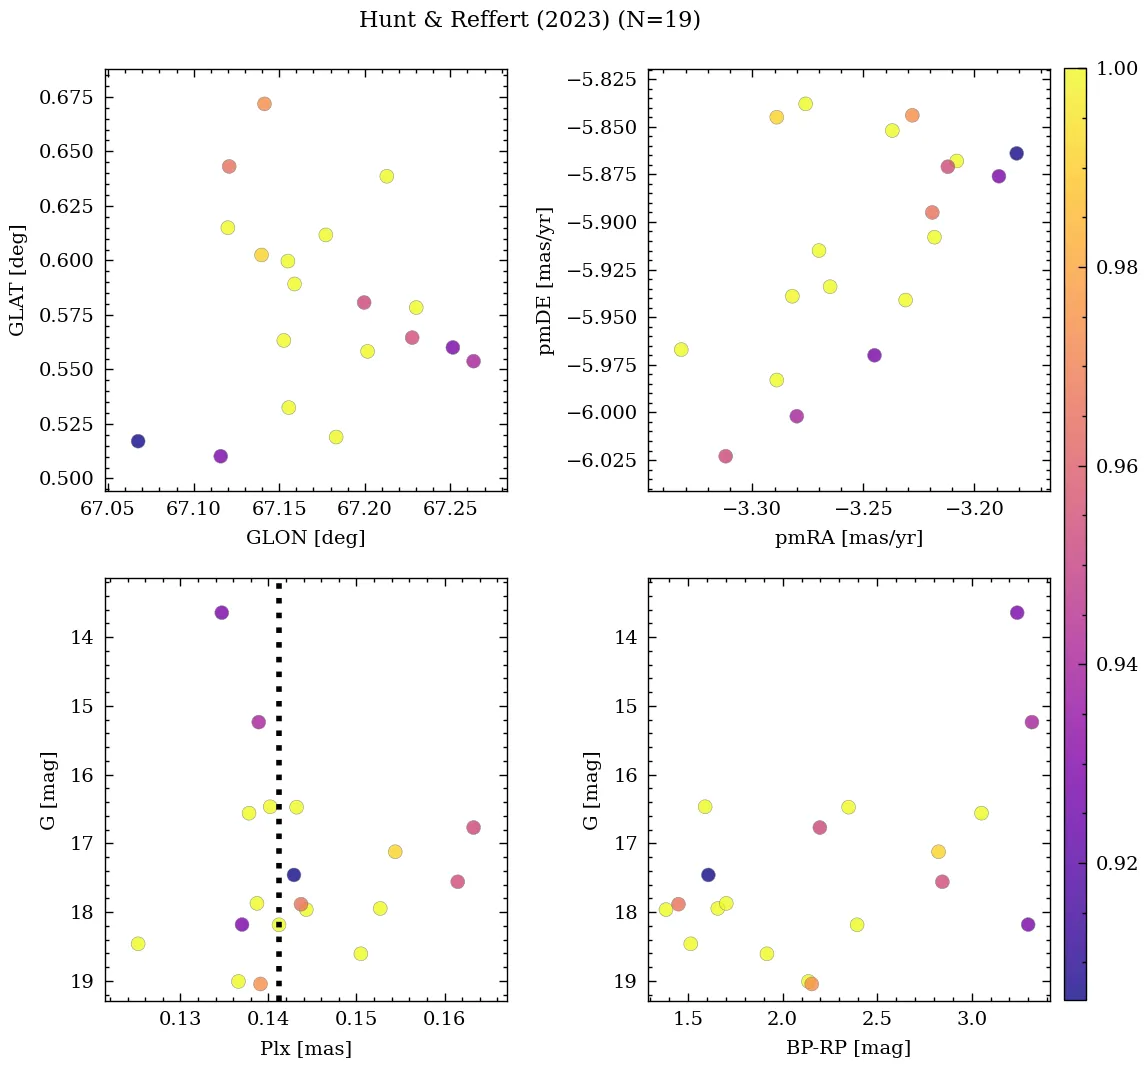 Hunt & Reffert (2023) (N=19)
0.675
0.650
0.625
0.600
0.575
0.550
0.525
0.500
GLAT [deg]
67.05 67.10 67.15 67.20 67.25
GLON [deg]
−5.825
−5.850
−5.875
−5.900
−5.925
−5.950
−5.975
−6.000
−6.025
pmDE [mas/yr]
−3.30 −3.25 −3.20
pmRA [mas/yr]
14
15
16
17
18
19
G [mag]
0.13 0.14 0.15 0.16
Plx [mas]
14
15
16
17
18
19
G [mag]
1.5 2.0 2.5 3.0
BP-RP [mag]
1.00
0.98
0.96
0.94
0.92